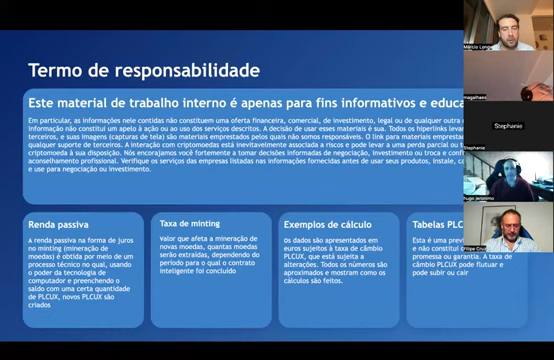 Termo de responsabilidade
Este material de trabalho interno é apenas para fins informativos e educa
Em particular, as informações nele contidas não constituem uma oferta financeira, comercial, de investimento, legal ou de qualquer outra
informação não constitui um apelo à ação ou ao uso dos serviços descritos. A decisão de usar esses materiais é sua. Todos os hiperlinks leva
terceiros, e suas imagens (capturas de tela) são materiais emprestados pelos quais não somos responsáveis. O link para materiais empresta
qualquer suporte de terceiros. A interação com criptomoedas está inevitavelmente associada a riscos e pode levar a uma perda parcial ou t
criptomoeda à sua disposição. Nós encorajamos você fortemente a tomar decisões informadas de negociação, investimento ou troca e conf
aconselhamento profissional. Verifique os serviços das empresas listadas nas informações fornecidas antes de usar seus produtos, instale, c
e use para negociação ou investimento.
Renda passiva
A renda passiva na forma de juros
no minting (mineração de
moedas) é obtida por meio de um
processo técnico no qual, usando
o poder da tecnologia de
computador e preenchendo o
saldo com uma certa quantidade
de PLCUX, novos PLCUX são
criados
Taxa de minting
Valor que afeta a mineração de
novas moedas, quantas moedas
serão extraídas, dependendo do
período para o qual o contrato
inteligente foi concluído
Exemplos de cálculo
Os dados são apresentados em
euros sujeitos à taxa de câmbio
PLCUX, que está sujeita a
alterações. Todos os números são
aproximados e mostram como os
cálculos são feitos.
Tabelas PLC
Esta é uma prev
e não constitui
promessa ou garantia. A taxa de
câmbio PLCUX pode flutuar e
pode subir ou cair
Márcio Longo
magalhaes
Stephanie
Stephanie
hugo jeronimo
Filipe Cruz